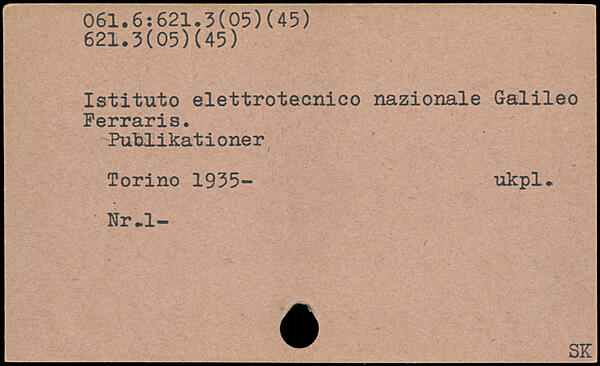 061.6:621.3(05)(45)
621.3(05)(45)
Istituto elettrotecnico nazionale Galileo
Ferraris.
Publikationer
Torino 1935- ukpl.
Nr.1-
SK